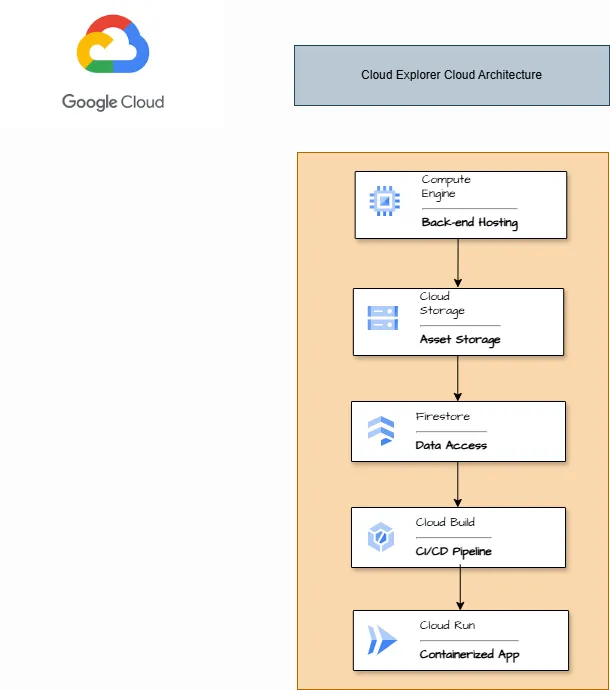 Google Cloud
Cloud Explorer Cloud Architecture
Compute
Engine
Back-end Hosting
Cloud
Storage
Asset Storage
Firestore
Data Access
Cloud Build
CI/CD Pipeline
Cloud Run
Containerized App